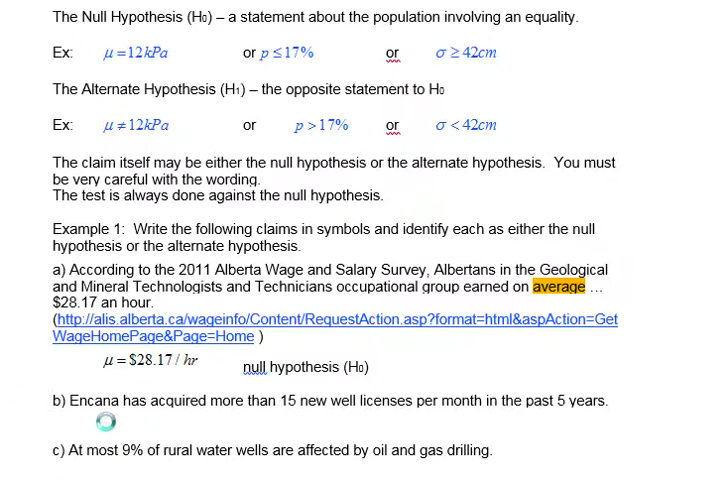 The Null Hypothesis (H₀) – a statement about the population involving an equality.
Ex: μ = 12kPa or p ≤ 17% or σ ≥ 42cm
The Alternate Hypothesis (H₁) – the opposite statement to H₀
Ex: μ ≠ 12kPa or p > 17% or σ < 42cm
The claim itself may be either the null hypothesis or the alternate hypothesis. You must
be very careful with the wording.
The test is always done against the null hypothesis.
Example 1: Write the following claims in symbols and identify each as either the null
hypothesis or the alternate hypothesis.
a) According to the 2011 Alberta Wage and Salary Survey, Albertans in the Geological
and Mineral Technologists and Technicians occupational group earned on average …
$28.17 an hour.
(http://alis.alberta.ca/wageinfo/Content/RequestAction.asp?format=html&aspAction=Get
WageHomePage&Page=Home )
μ = $28.17 / hr null hypothesis (H₀)
b) Encana has acquired more than 15 new well licenses per month in the past 5 years.
c) At most 9% of rural water wells are affected by oil and gas drilling.